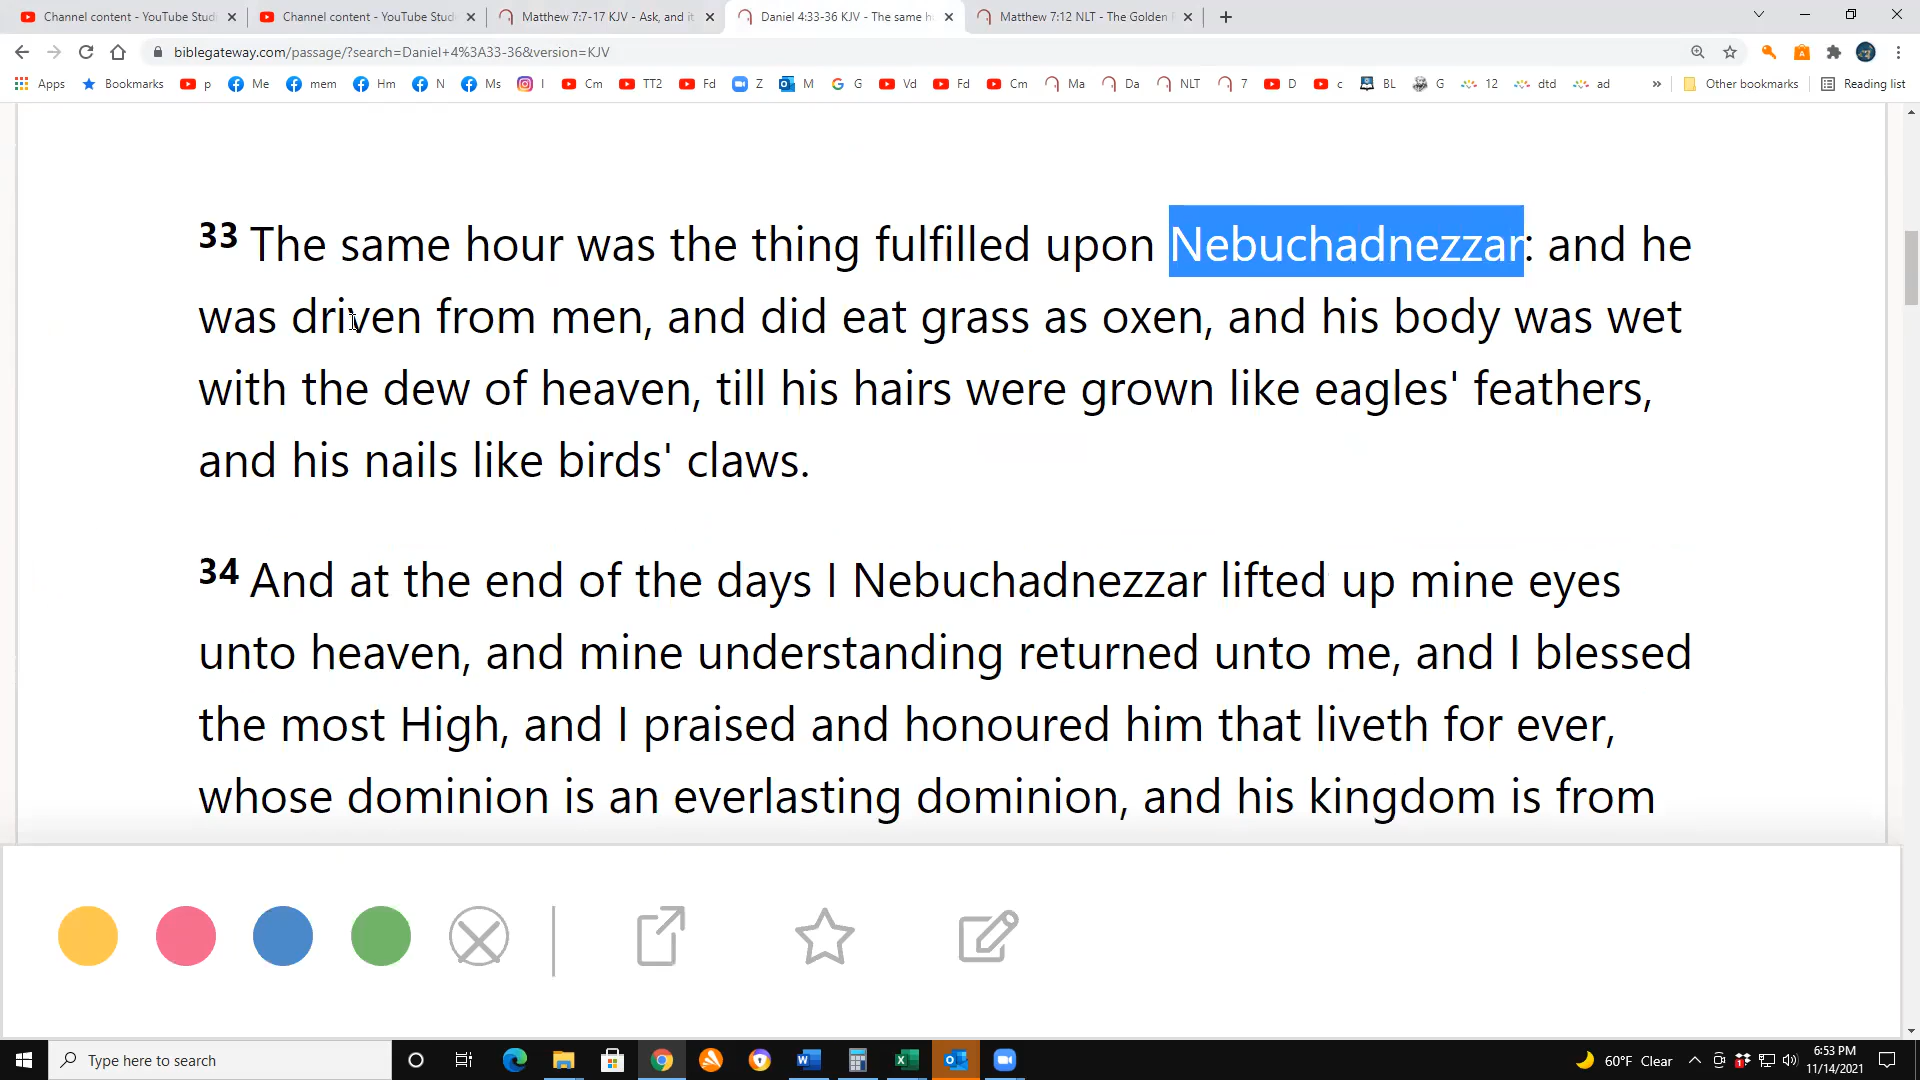 Channel content - YouTube Stud
Channel content - YouTube Stud
Matthew 7:7-17 KJV - Ask, and it
Daniel 4:33-36 KJV - The same h
Matthew 7:12 NLT - The Golden
biblegateway.com/passage/?search=Daniel+4%3A33-36&version=KJV
Apps Bookmarks p Me mem Hm N Ms I Cm TT2 Fd Z M G Vd Fd Cm Ma Da NLT 7 D c BL G 12 dtd ad » Other bookmarks Reading list
33 The same hour was the thing fulfilled upon Nebuchadnezzar: and he
was driven from men, and did eat grass as oxen, and his body was wet
with the dew of heaven, till his hairs were grown like eagles' feathers,
and his nails like birds' claws.
34 And at the end of the days I Nebuchadnezzar lifted up mine eyes
unto heaven, and mine understanding returned unto me, and I blessed
the most High, and I praised and honoured him that liveth for ever,
whose dominion is an everlasting dominion, and his kingdom is from
Type here to search
60°F Clear
6:53 PM
11/14/2021